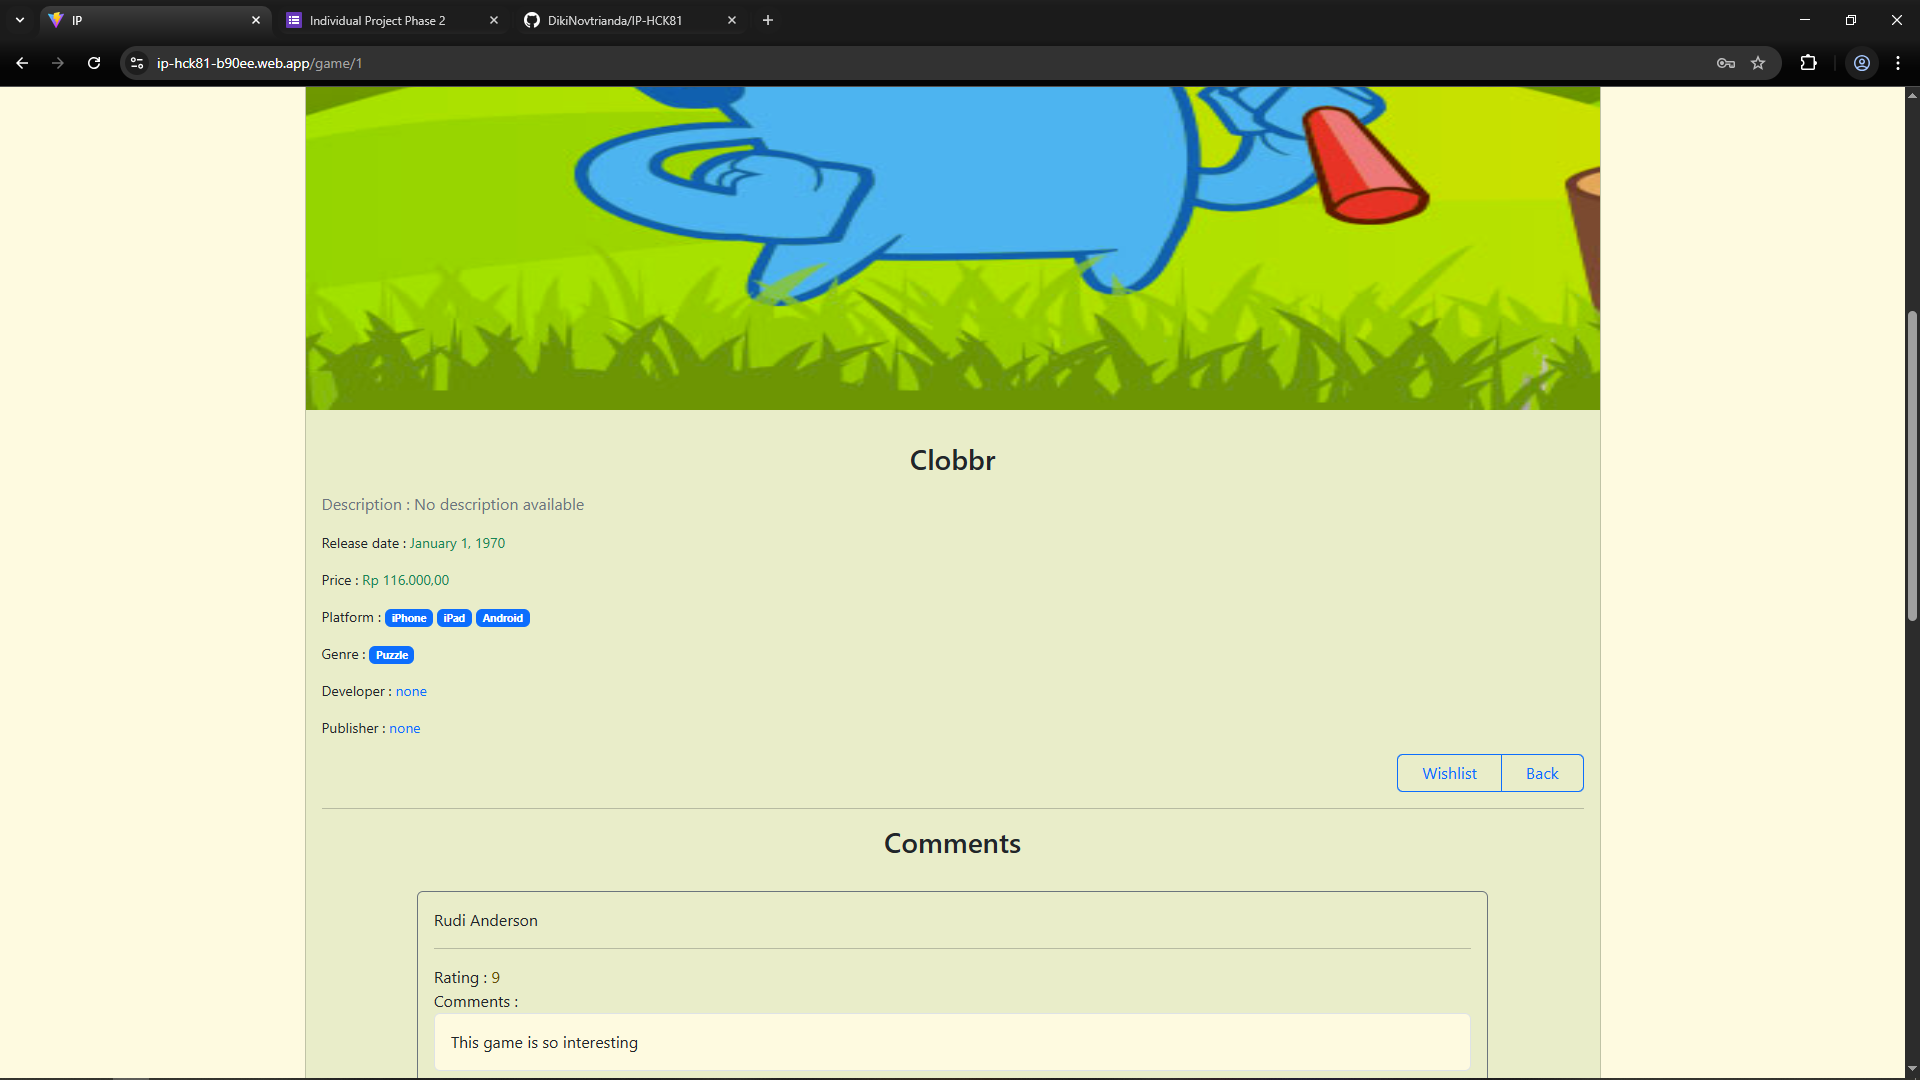 IP
Individual Project Phase 2
DikiNovtrianda/IP-HCK81
ip-hck81-b90ee.web.app/game/1
Clobbr
Description : No description available
Release date : January 1, 1970
Price : Rp 116.000,00
Platform : iPhone iPad Android
Genre : Puzzle
Developer : none
Publisher : none
Wishlist Back
Comments
Rudi Anderson
Rating : 9
Comments :
This game is so interesting